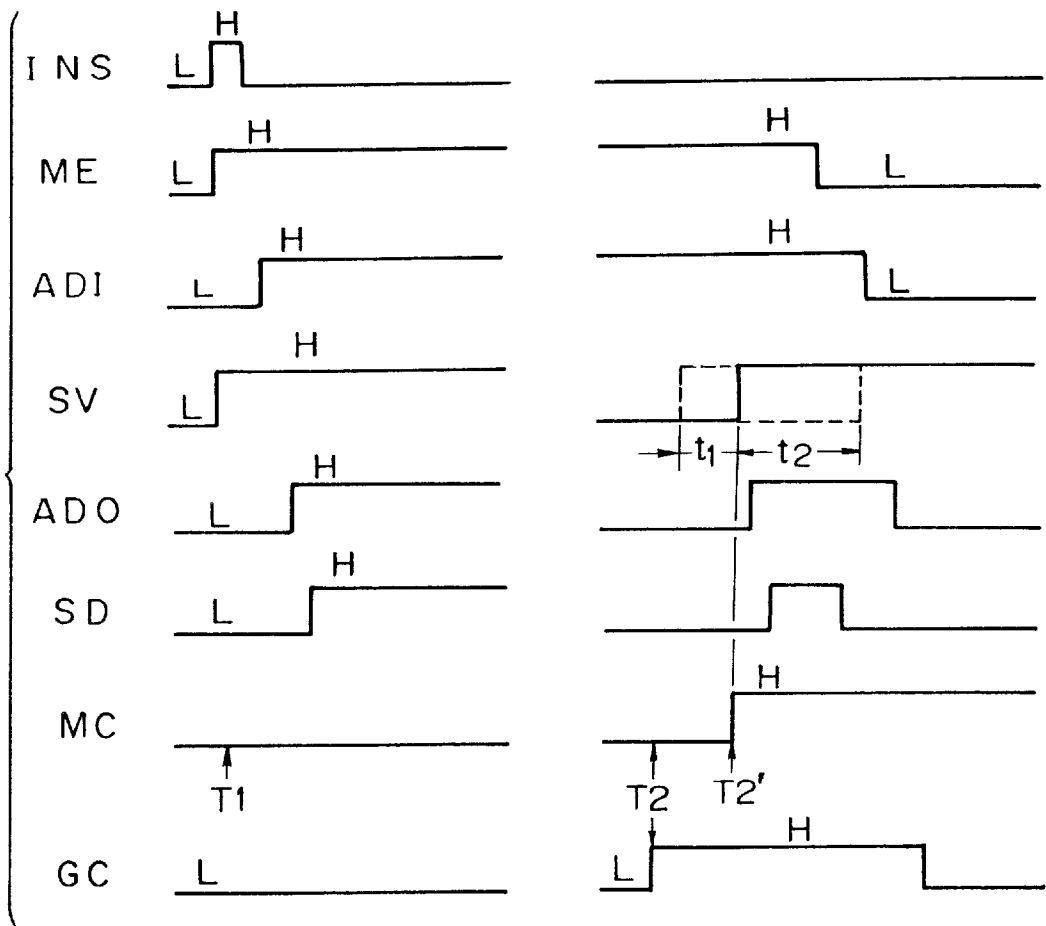 INS L H
ME L H H L
ADI L H H L
SV L H
t1 t2
ADO L H
SD L H
MC H
T1 T2 T2'
GC L L H